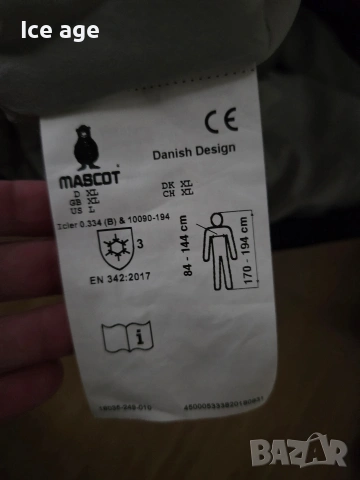 Ice age
CE
Danish Design
MASCOT
D XL
GB XL
US L
DK XL
CH XL
Icler 0.334 (B) & 10090-194
3
EN 342:2017
84 - 144 cm
170 - 194 cm
i
BAZAR